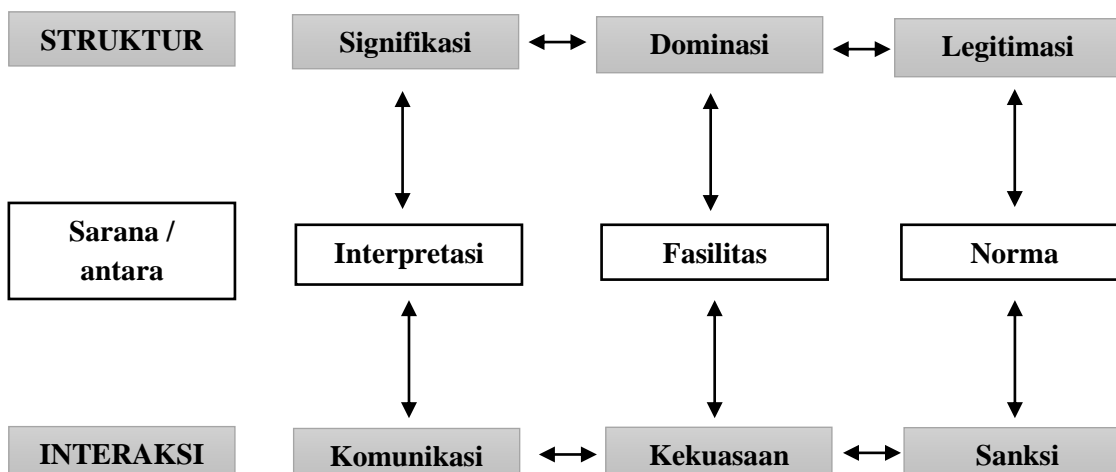 STRUKTUR
Signifikasi
Dominasi
Legitimasi
Sarana /
antara
Interpretasi
Fasilitas
Norma
INTERAKSI
Komunikasi
Kekuasaan
Sanksi